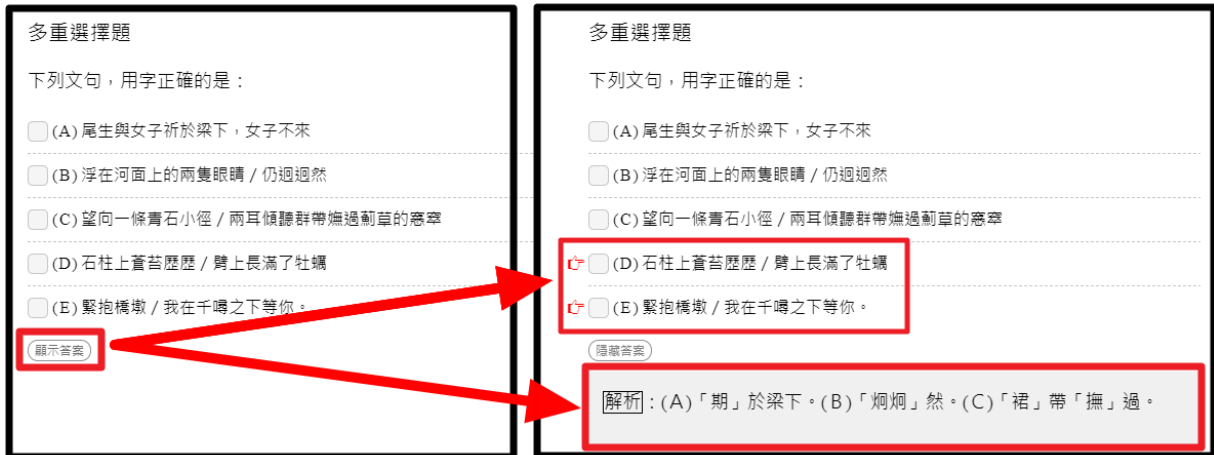 多重選擇題
下列文句，用字正確的是：
(A) 尾生與女子祈於梁下，女子不來
(B) 浮在河面上的兩隻眼睛 / 仍迥迥然
(C) 望向一條青石小徑 / 兩耳傾聽群帶嫵過薊草的窸窣
(D) 石柱上蒼苔歷歷 / 臂上長滿了牡蠣
(E) 緊抱橋墩 / 我在千噚之下等你。
顯示答案
多重選擇題
下列文句，用字正確的是：
(A) 尾生與女子祈於梁下，女子不來
(B) 浮在河面上的兩隻眼睛 / 仍迥迥然
(C) 望向一條青石小徑 / 兩耳傾聽群帶嫵過薊草的窸窣
(D) 石柱上蒼苔歷歷 / 臂上長滿了牡蠣
(E) 緊抱橋墩 / 我在千噚之下等你。
隱藏答案
解析：(A)「期」於梁下。(B)「炯炯」然。(C)「裙」帶「撫」過。